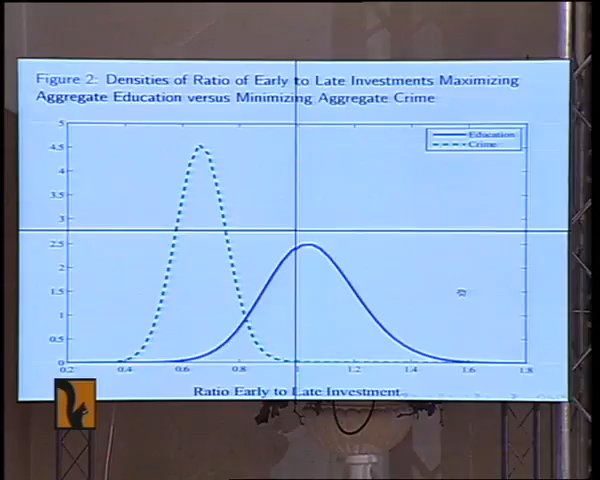 Figure 2: Densities of Ratio of Early to Late Investments Maximizing
Aggregate Education versus Minimizing Aggregate Crime
Education
Crime
5
4.5
4
3.5
3
2.5
2
1.5
1
0.5
0
0.2 0.4 0.6 0.8 1 1.2 1.4 1.6 1.8
Ratio Early to Late Investment